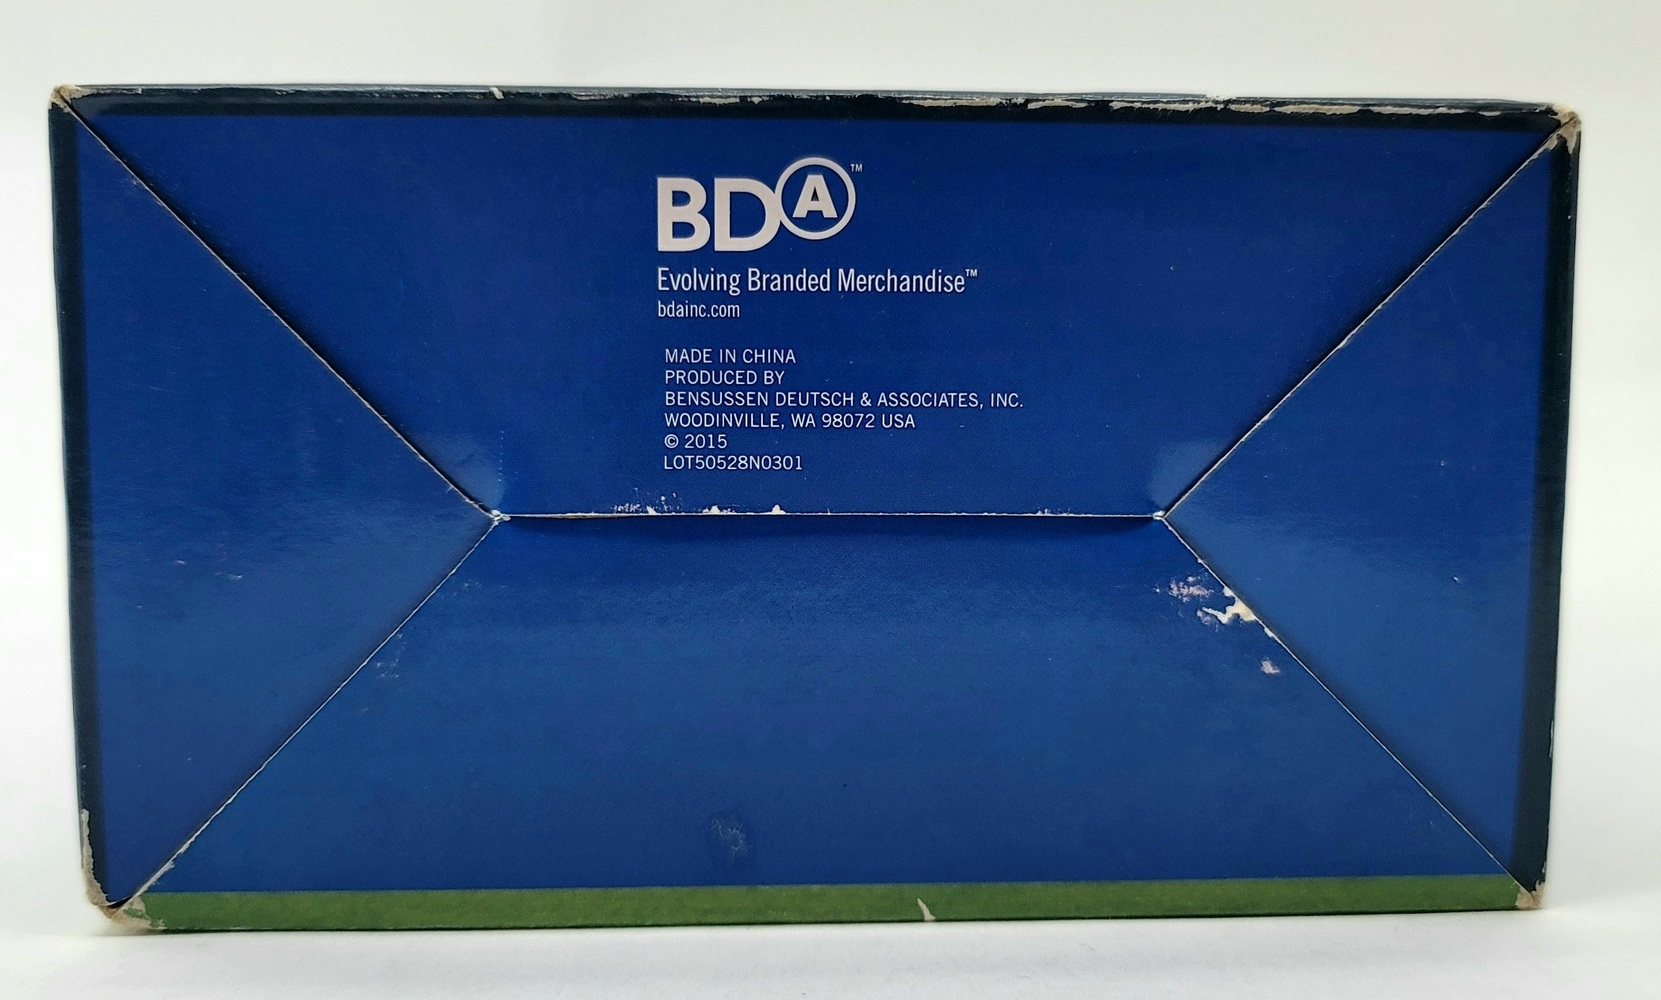 BDA™
Evolving Branded Merchandise™
bdainc.com
MADE IN CHINA
PRODUCED BY
BENSUSSEN DEUTSCH & ASSOCIATES, INC.
WOODINVILLE, WA 98072 USA
© 2015
LOT50528N0301